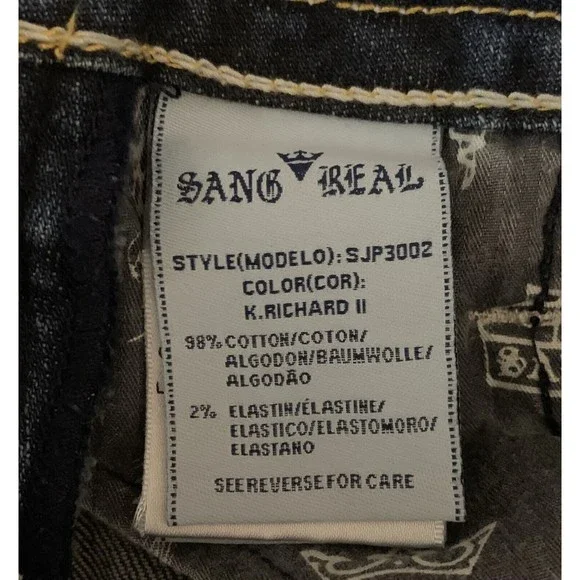 SANG REAL
STYLE(MODELO): SJP3002
COLOR(COR):
K.RICHARD II
98% COTTON/COTON/
ALGODON/BAUMWOLLE/
ALGODÃO
2% ELASTIN/ÉLASTINE/
ELASTICO/ELASTOMORO/
ELASTANO
SEE REVERSE FOR CARE